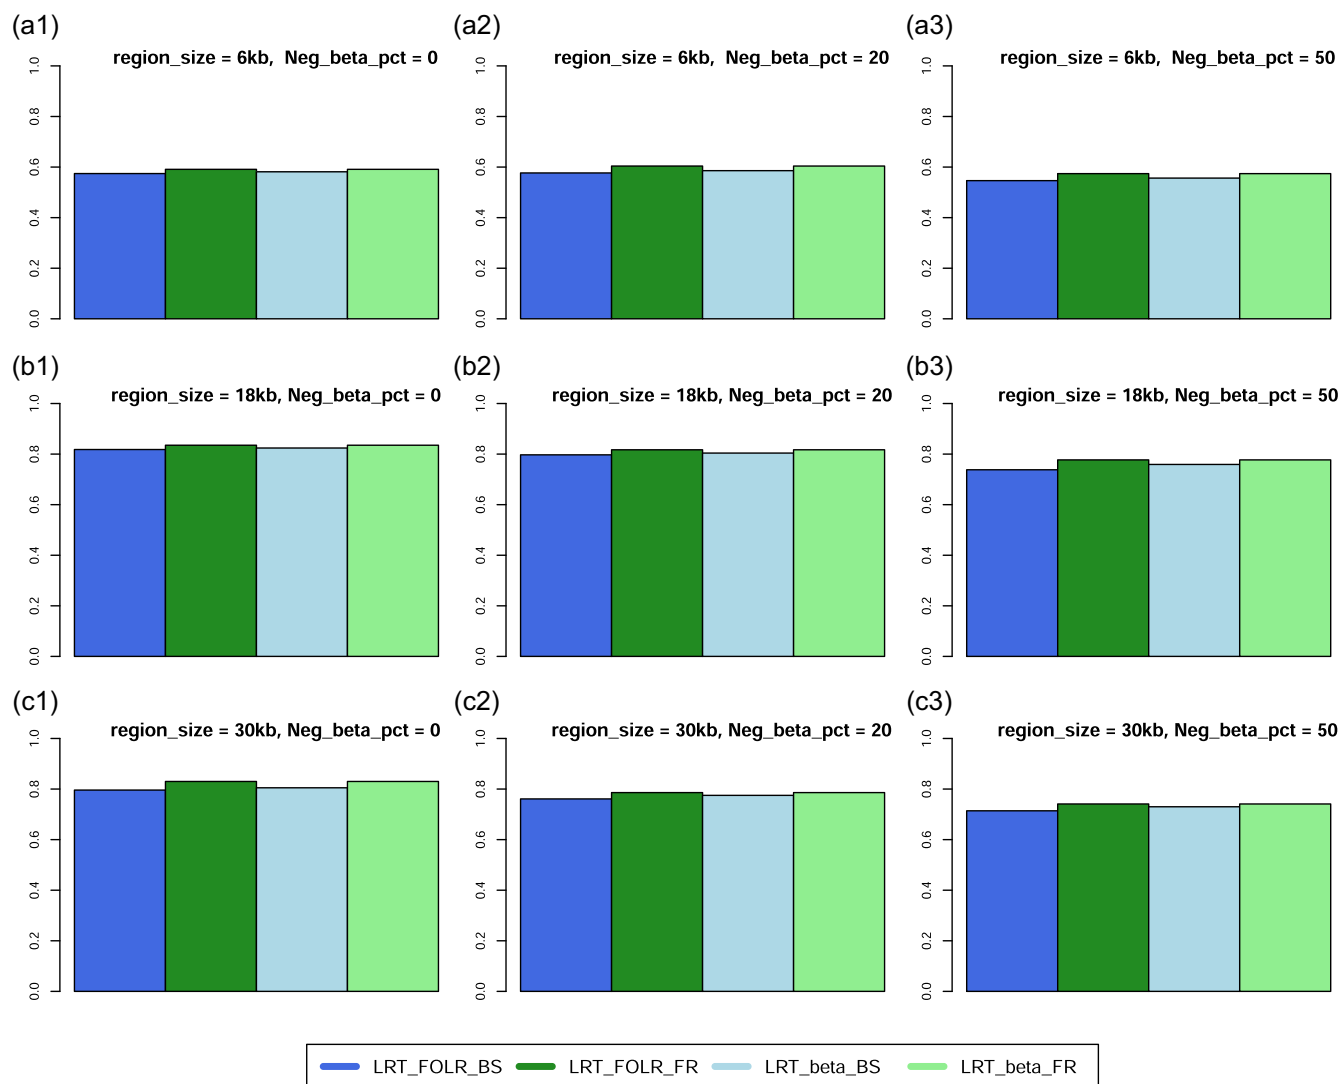 (a1) (a2) (a3)
region_size = 6kb, Neg_beta_pct = 0
region_size = 6kb, Neg_beta_pct = 20
region_size = 6kb, Neg_beta_pct = 50
1.0 1.0 1.0
0.8 0.8 0.8
0.6 0.6 0.6
0.4 0.4 0.4
0.2 0.2 0.2
0.0 0.0 0.0
(b1) (b2) (b3)
region_size = 18kb, Neg_beta_pct = 0
region_size = 18kb, Neg_beta_pct = 20
region_size = 18kb, Neg_beta_pct = 50
1.0 1.0 1.0
0.8 0.8 0.8
0.6 0.6 0.6
0.4 0.4 0.4
0.2 0.2 0.2
0.0 0.0 0.0
(c1) (c2) (c3)
region_size = 30kb, Neg_beta_pct = 0
region_size = 30kb, Neg_beta_pct = 20
region_size = 30kb, Neg_beta_pct = 50
1.0 1.0 1.0
0.8 0.8 0.8
0.6 0.6 0.6
0.4 0.4 0.4
0.2 0.2 0.2
0.0 0.0 0.0
LRT_FOLR_BS LRT_FOLR_FR LRT_beta_BS LRT_beta_FR